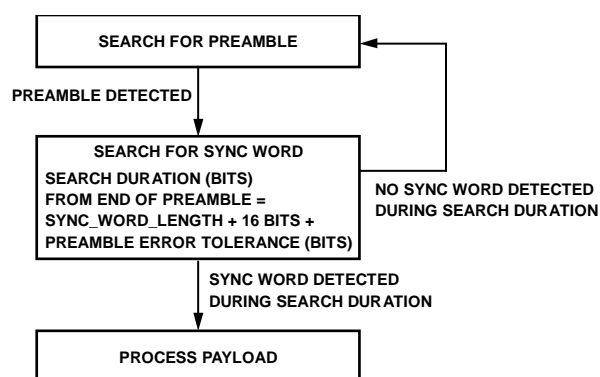 SEARCH FOR PREAMBLE
PREAMBLE DETECTED
SEARCH FOR SYNC WORD
SEARCH DURATION (BITS)
FROM END OF PREAMBLE =
SYNC_WORD_LENGTH + 16 BITS +
PREAMBLE ERROR TOLERANCE (BITS)
NO SYNC WORD DETECTED
DURING SEARCH DURATION
SYNC WORD DETECTED
DURING SEARCH DURATION
PROCESS PAYLOAD